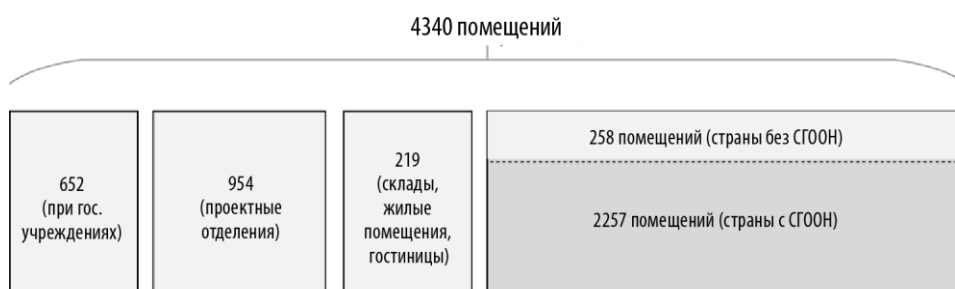 4340 помещений
652
(при гос.
учреждениях)
954
(проектные
отделения)
219
(склады,
жилые
помещения,
гостиницы)
258 помещений (страны без СГООН)
2257 помещений (страны с СГООН)